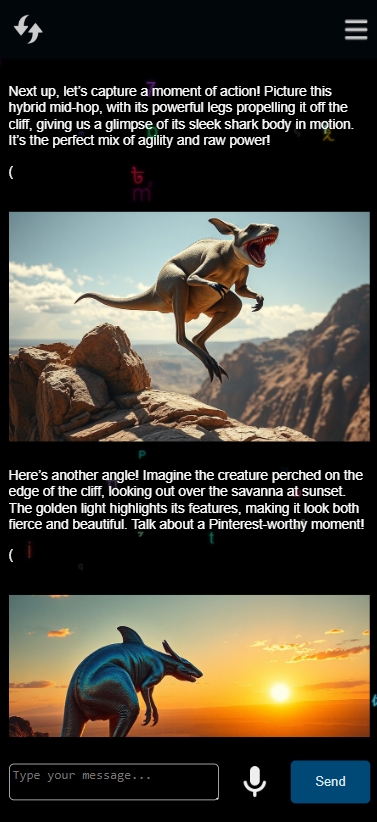 Next up, let’s capture a moment of action! Picture this
hybrid mid-hop, with its powerful legs propelling it off the
cliff, giving us a glimpse of its sleek shark body in motion.
It’s the perfect mix of agility and raw power!
(
Here’s another angle! Imagine the creature perched on the
edge of the cliff, looking out over the savanna at sunset.
The golden light highlights its features, making it look both
fierce and beautiful. Talk about a Pinterest-worthy moment!
(
Type your message...
Send